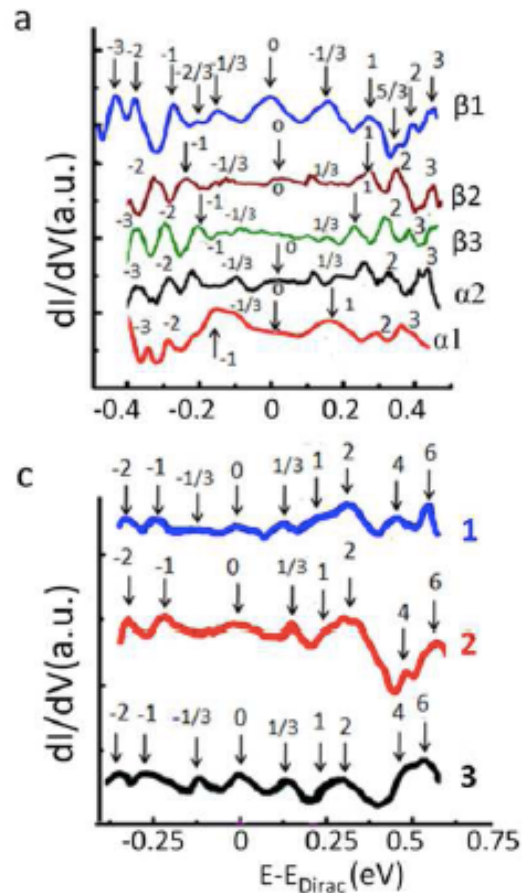 a
-3 -2 -1 -2/3 -1/3 0 -1/3 1 5/3 2 3 β1
-2 -1 -1/3 0 0 1/3 1 1 2 3 β2
-3 -2 -1 -1 -1/3 0 1/3 2 3 β3
-3 -2 -1/3 0 1/3 2 3 α2
-3 -2 -1/3 -1 1 2 3 α1
dI/dV(a.u.)
-0.4 -0.2 0 0.2 0.4
c
-2 -1 -1/3 0 1/3 1 2 4 6 1
-2 -1 0 1/3 1 2 4 6 2
-2 -1 -1/3 0 1/3 1 2 4 6 3
dI/dV(a.u.)
-0.25 0 0.25 0.5 0.75
E-EDirac(eV)